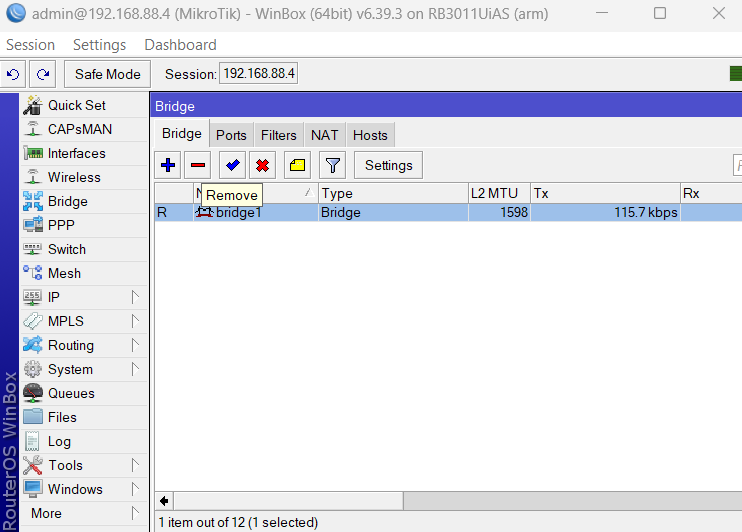 admin@192.168.88.4 (MikroTik) - WinBox (64bit) v6.39.3 on RB3011UiAS (arm)
Session Settings Dashboard
Safe Mode Session: 192.168.88.4
Quick Set
CAPsMAN
Interfaces
Wireless
Bridge
PPP
Switch
Mesh
IP
255
MPLS
Routing
System
Queues
Files
Log
Tools
Windows
More
RouterOS WinBox
Bridge
Bridge Ports Filters NAT Hosts
Settings
Type L2 MTU Tx Rx
Remove
R bridge1 Bridge 1598 115.7 kbps
1 item out of 12 (1 selected)